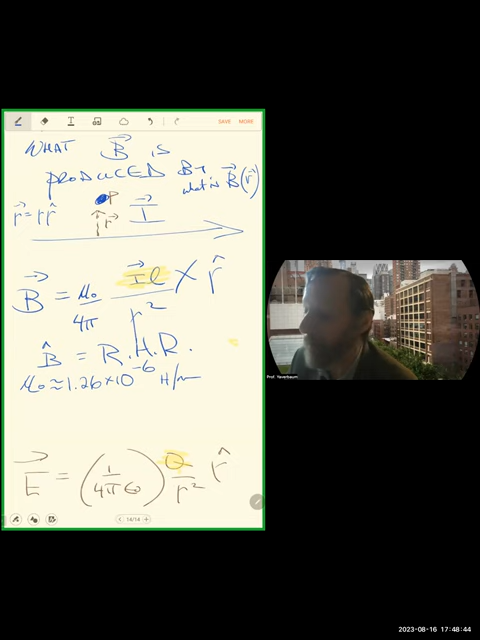 SAVE MORE
WHAT B⃗ IS
PRODUCED BY
what is B⃗(r⃗)
r⃗ = r r̂
P
r⃗
I⃗
B⃗ = μ₀/4π I⃗l/r² × r̂
B̂ = R.H.R.
μ₀ ≈ 1.26×10⁻⁶ H/m
E⃗ = (1/4πϵ₀) Q/r² r̂
14/14
Prof. Yaverbaum
2023-08-16 17:48:44